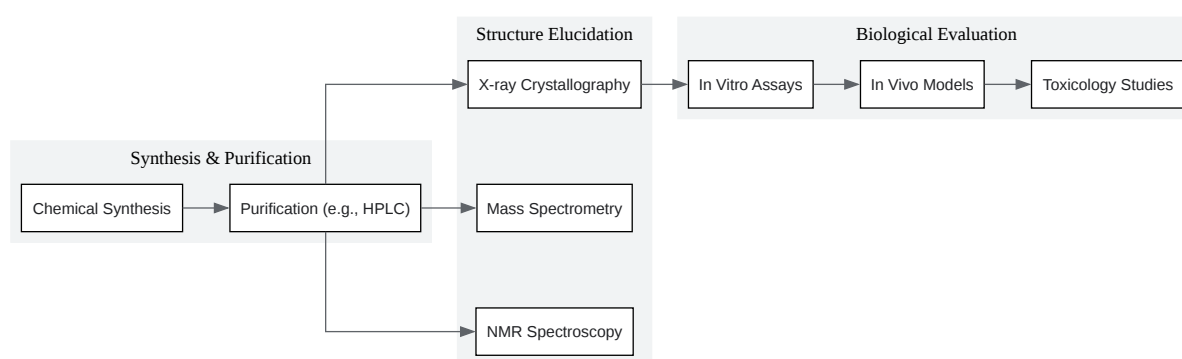 Structure Elucidation
Biological Evaluation
X-ray Crystallography
In Vitro Assays
In Vivo Models
Toxicology Studies
Synthesis & Purification
Chemical Synthesis
Purification (e.g., HPLC)
Mass Spectrometry
NMR Spectroscopy